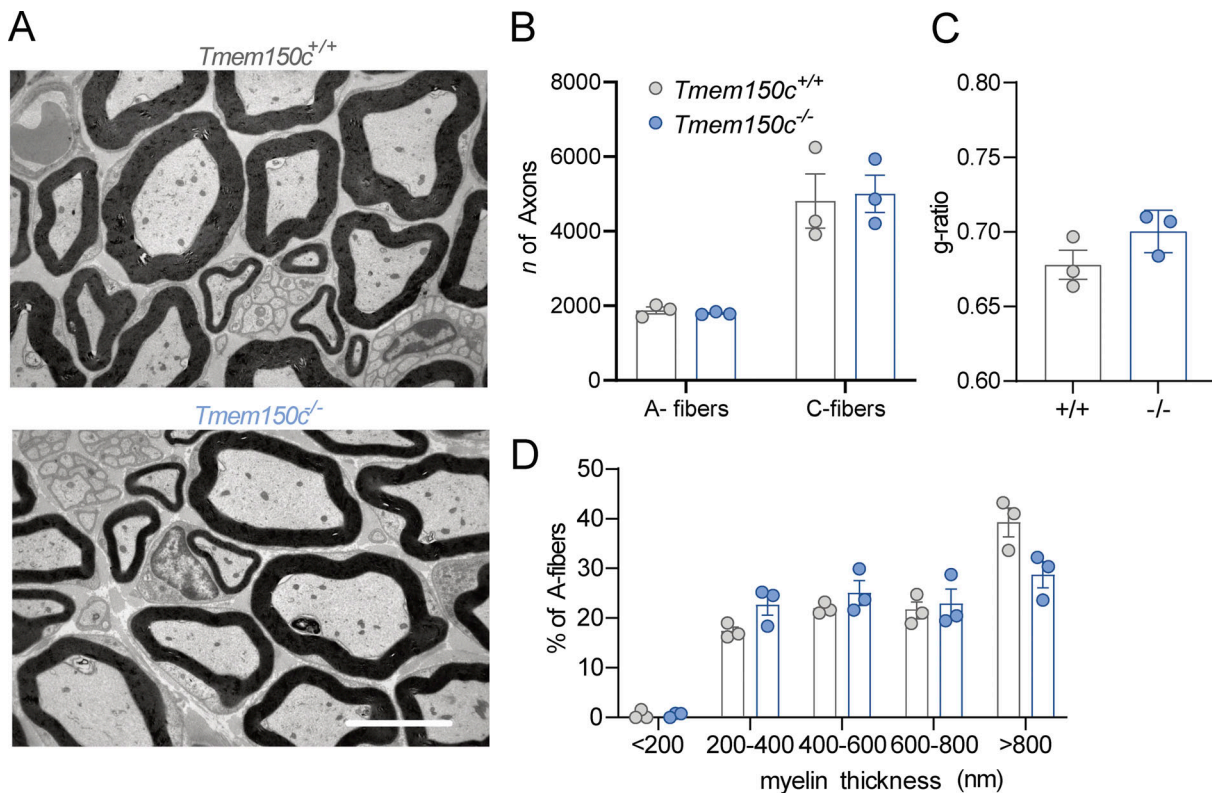 A
Tmem150c+/+
Tmem150c/-
B
8000
6000
4000
2000
0
n of Axons
Tmem150c+/+
Tmem150c-/-
A- fibers
C-fibers
C
0.80
0.75
0.70
0.65
0.60
g-ratio
+/+
-/-
D
50
40
30
20
10
0
% of A-fibers
<200
200-400
400-600
600-800
>800
myelin thickness (nm)